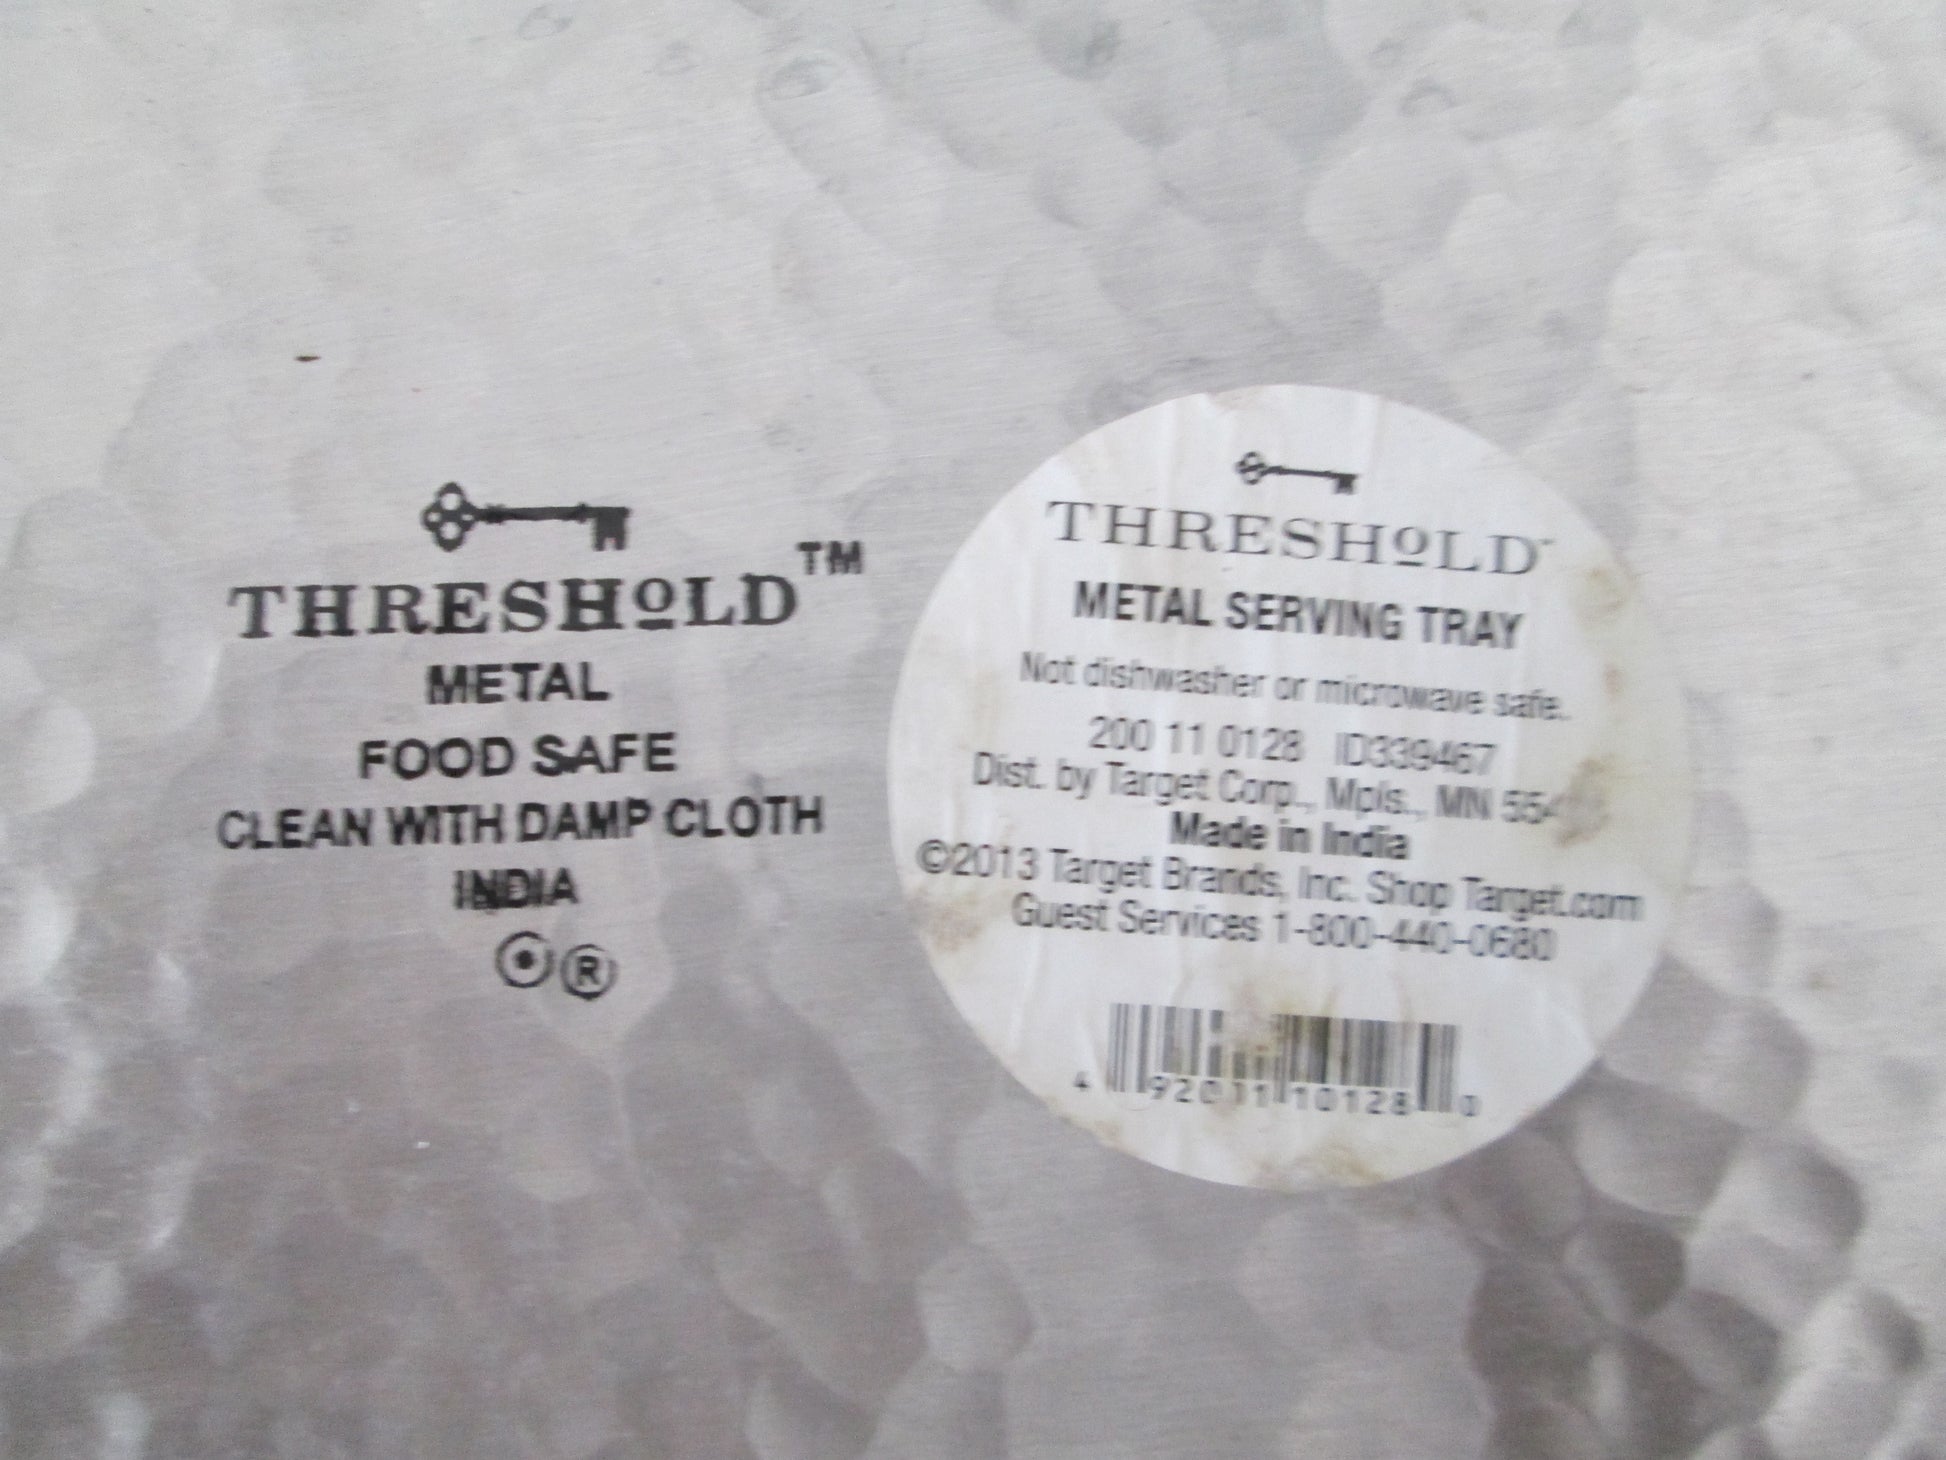 THRESHOLD™
METAL
FOOD SAFE
CLEAN WITH DAMP CLOTH
INDIA
®
THRESHOLD™
METAL SERVING TRAY
Not dishwasher or microwave safe.
200 11 0128 ID339467
Dist. by Target Corp., Mpls., MN
Made in India
©2013 Target Brands, Inc. Shop Target.com
Guest Services 1-800-440-0680
4 92011 10128 0